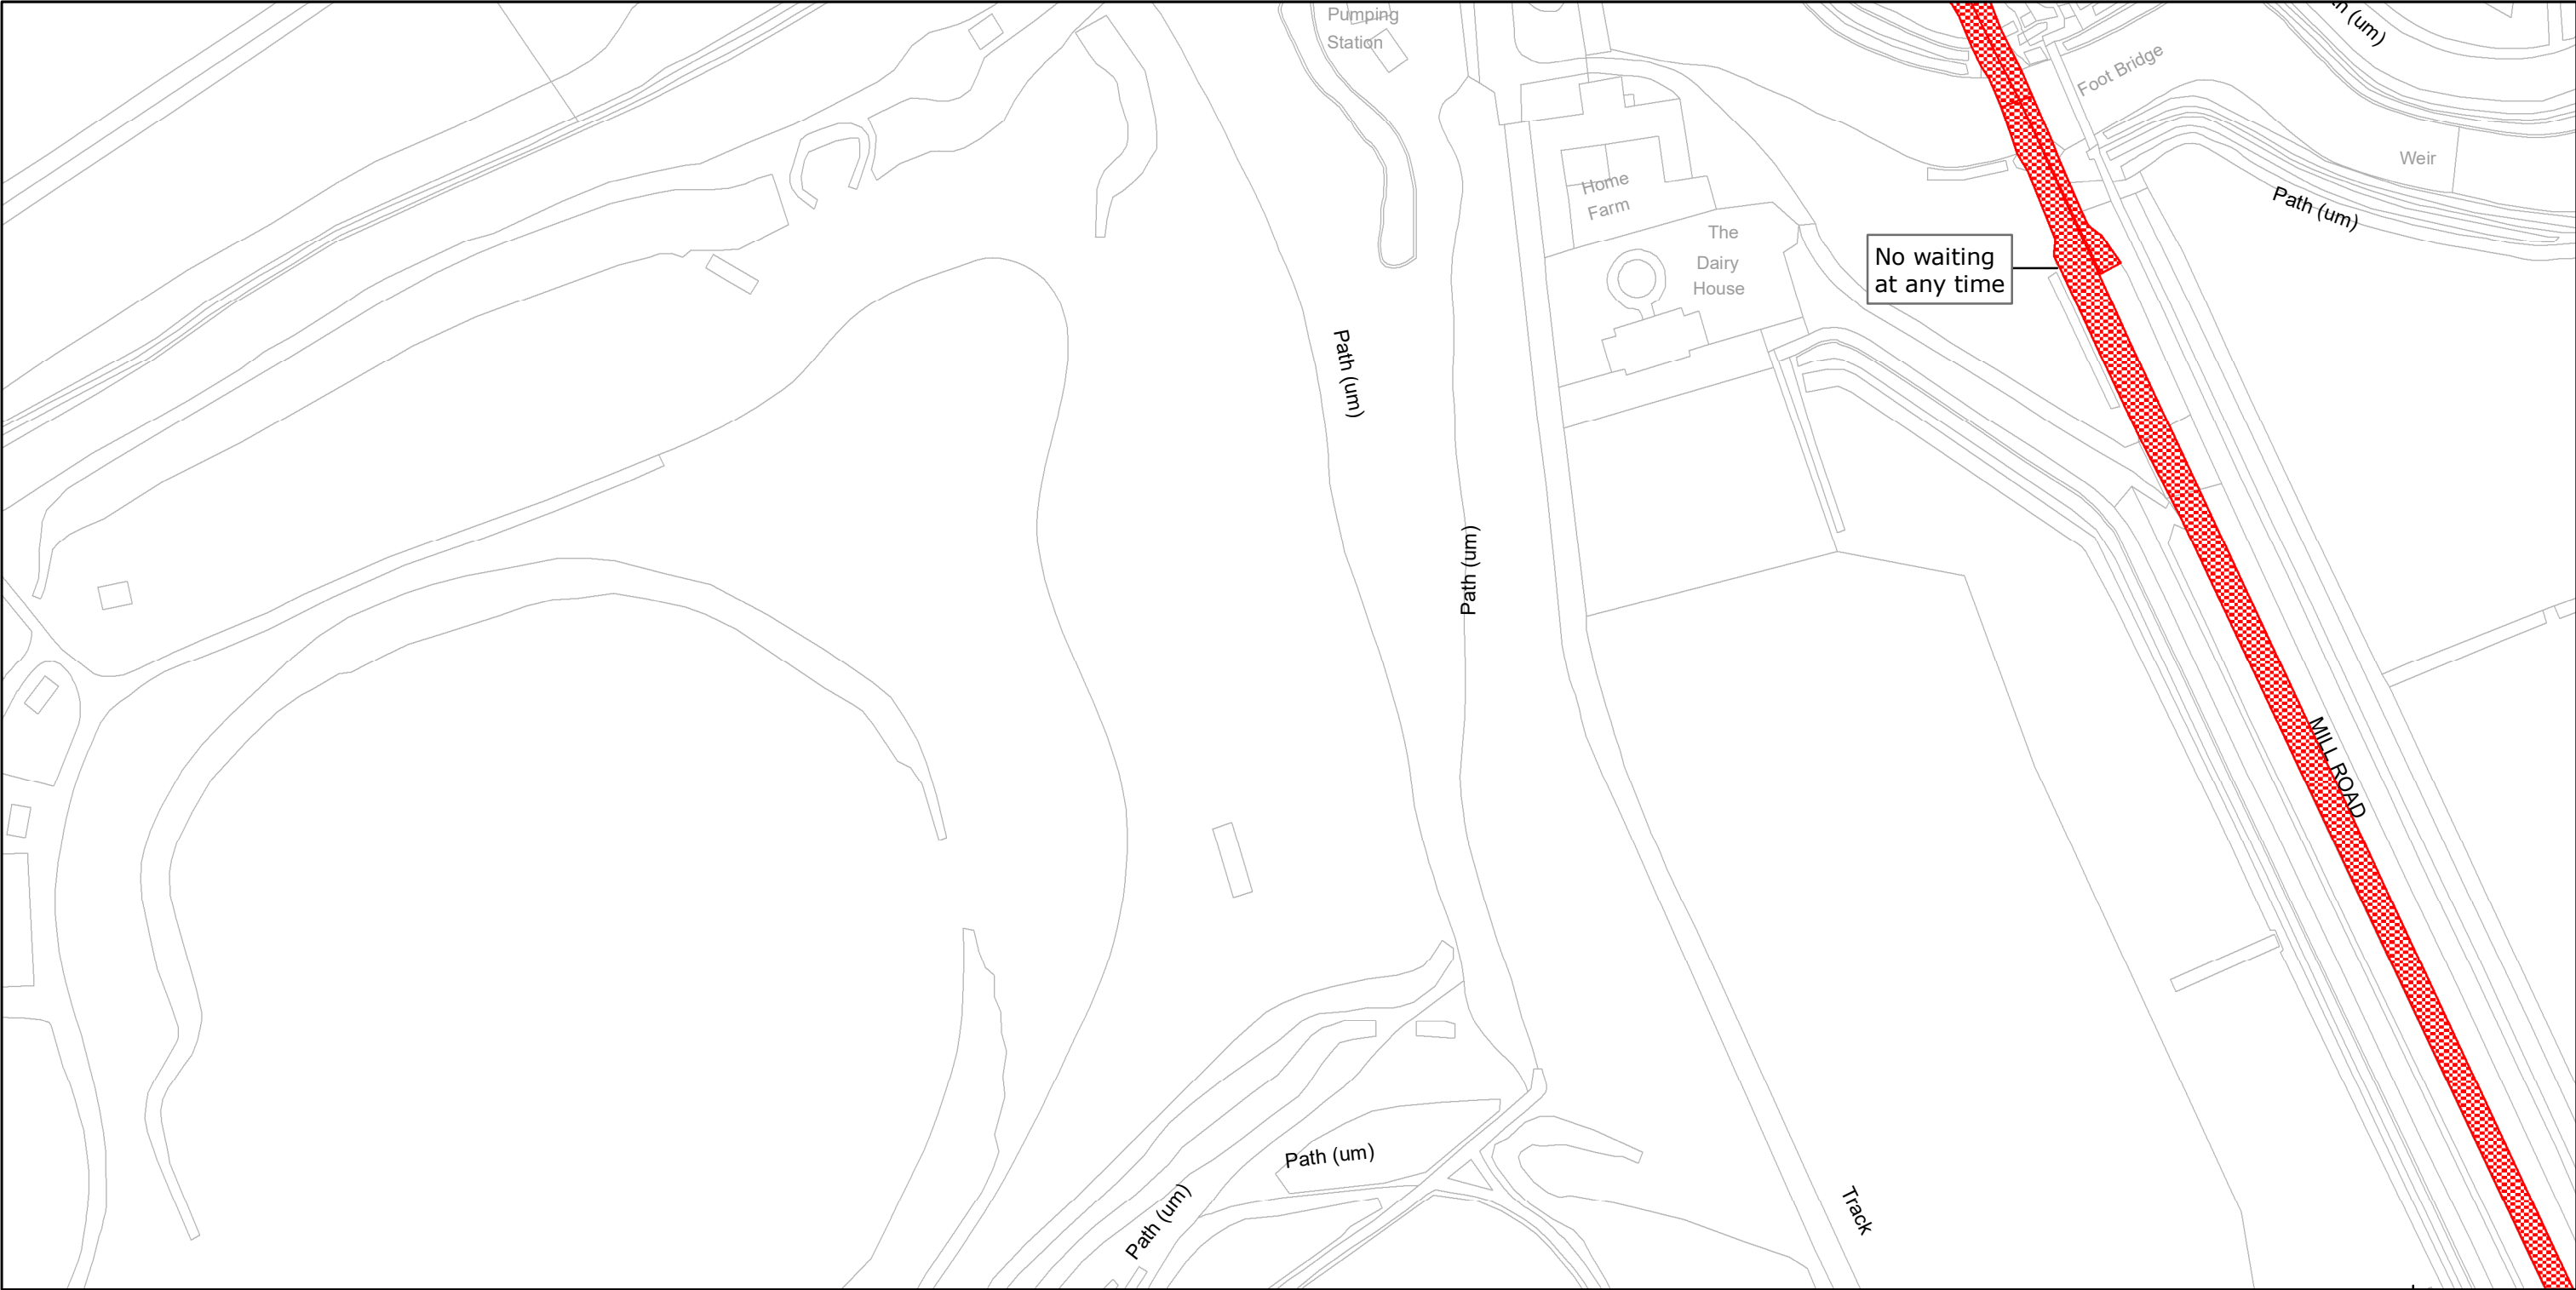 Pumping
Station
(um)
Foot Bridge
Weir
Path (um)
Home
Farm
The
Dairy
House
No waiting
at any time
Path (um)
Path (um)
MILL ROAD
Path (um)
Path (um)
Track